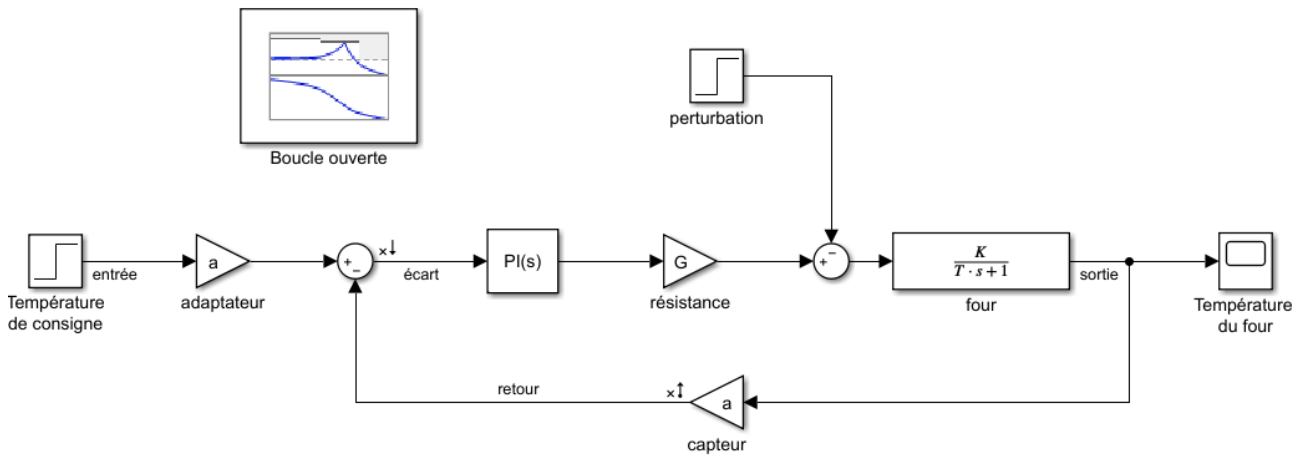 Boucle ouverte
perturbation
entrée
Température
de consigne
a
adaptateur
+
−
×
écart
PI(s)
G
résistance
−
+
K
T · s + 1
four
sortie
Température
du four
retour
×
a
capteur